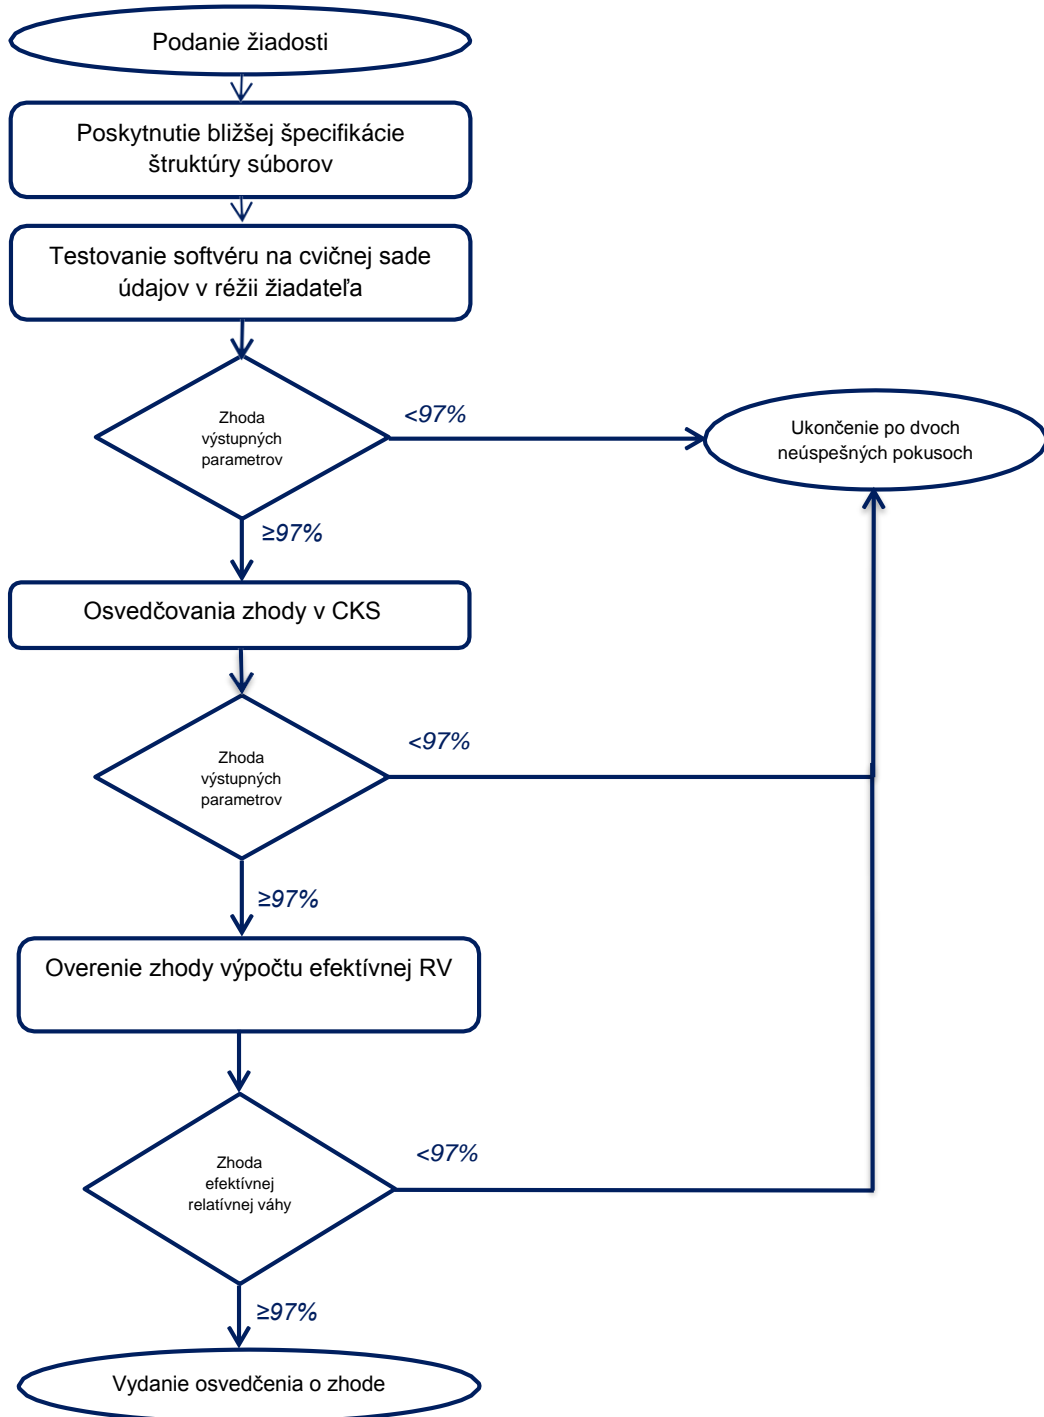 Podanie žiadosti
Poskytnutie bližšej špecifikácie
štruktúry súborov
Testovanie softvéru na cvičnej sade
údajov v réžii žiadateľa
Zhoda
výstupných
parametrov
<97%
Ukončenie po dvoch
neúspešných pokusoch
≥97%
Osvedčovania zhody v CKS
Zhoda
výstupných
parametrov
<97%
≥97%
Overenie zhody výpočtu efektívnej RV
Zhoda
efektívnej
relatívnej váhy
<97%
≥97%
Vydanie osvedčenia o zhode